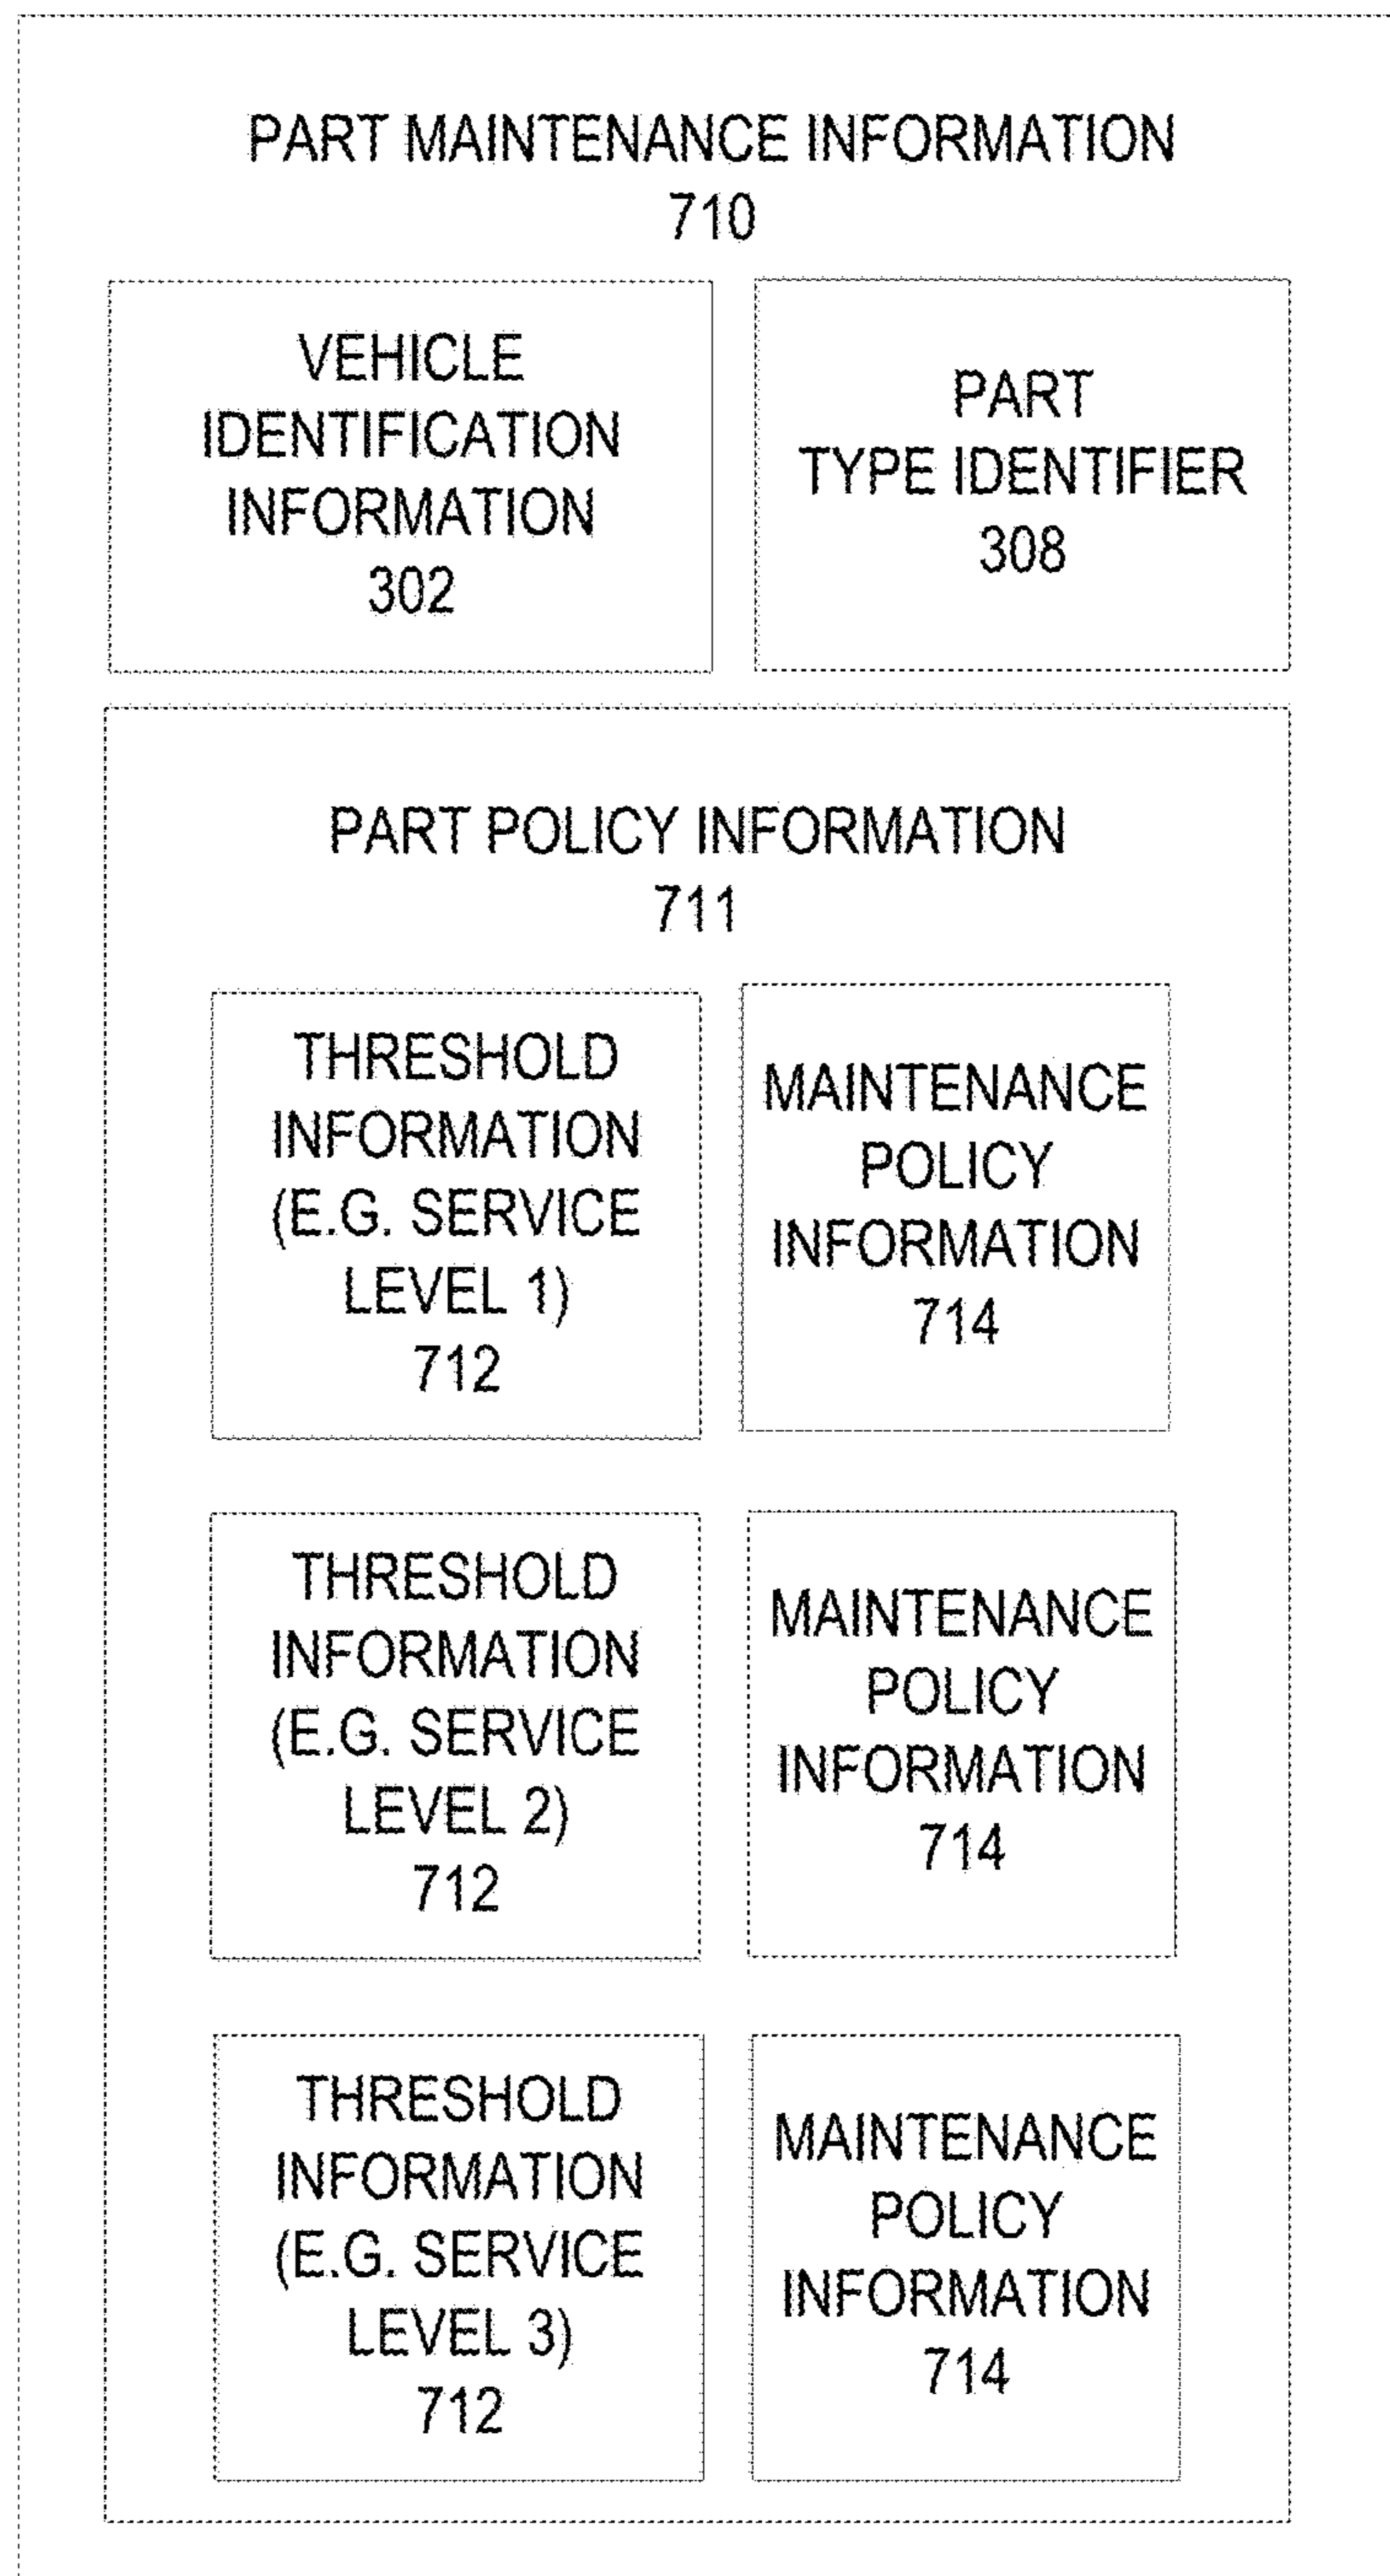 PART MAINTENANCE INFORMATION
710
VEHICLE
IDENTIFICATION
INFORMATION
302
PART
TYPE IDENTIFIER
308
PART POLICY INFORMATION
711
THRESHOLD
INFORMATION
(E.G. SERVICE
LEVEL 1)
712
MAINTENANCE
POLICY
INFORMATION
714
THRESHOLD
INFORMATION
(E.G. SERVICE
LEVEL 2)
712
MAINTENANCE
POLICY
INFORMATION
714
THRESHOLD
INFORMATION
(E.G. SERVICE
LEVEL 3)
712
MAINTENANCE
POLICY
INFORMATION
714